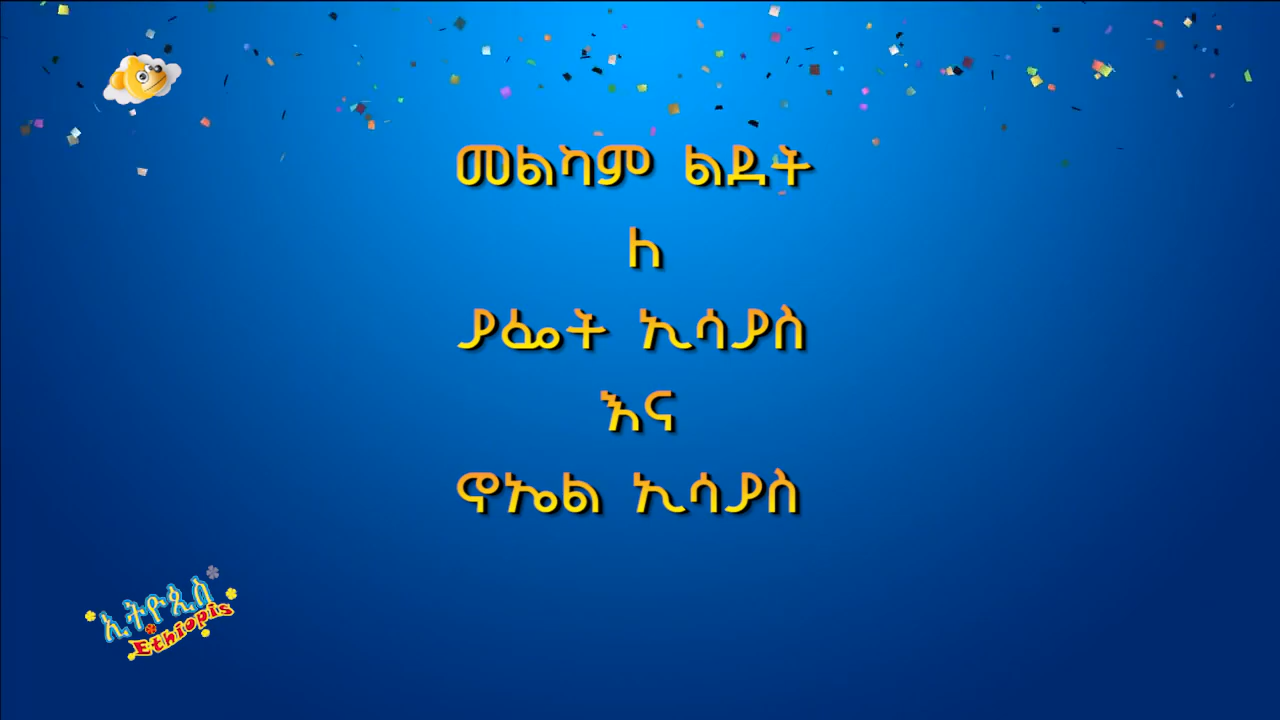 መልካም ልደት
ለ
ያፌት ኢሳያስ
እና
ኖኤል ኢሳያስ
ኢትዮጲስ
Ethiopis